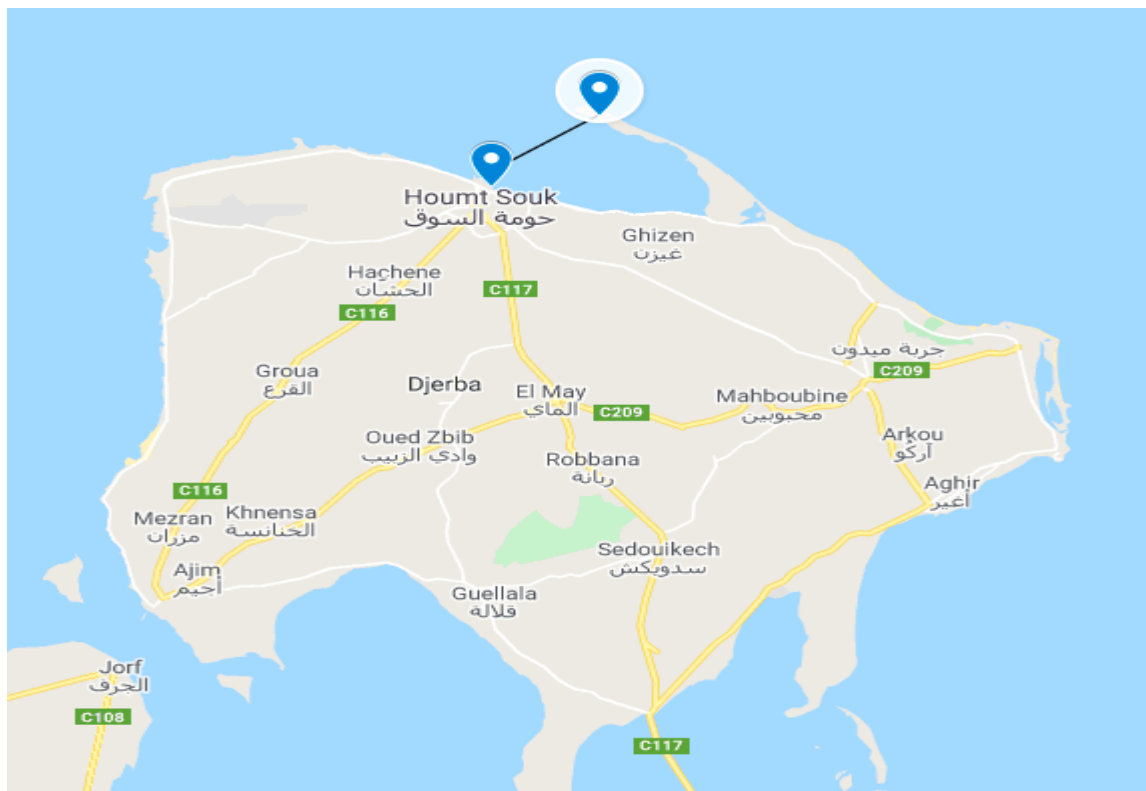 Houmt Souk
حومة السوق
Ghizen
غيزن
Hachene
الحشان
C117
C116
جربة ميدون
Groua
القرع
C209
Djerba
El May
الماي
Mahboubine
محبوبين
C209
Oued Zbib
وادي الزبيب
Arkou
أركو
Robbana
ربانة
Aghir
أغير
C116
Khnensa
الخنانسة
Mezran
مزران
Sedouikech
سدويكش
Ajim
أجيم
Guellala
قلالة
Jorf
الجرف
C108
C117